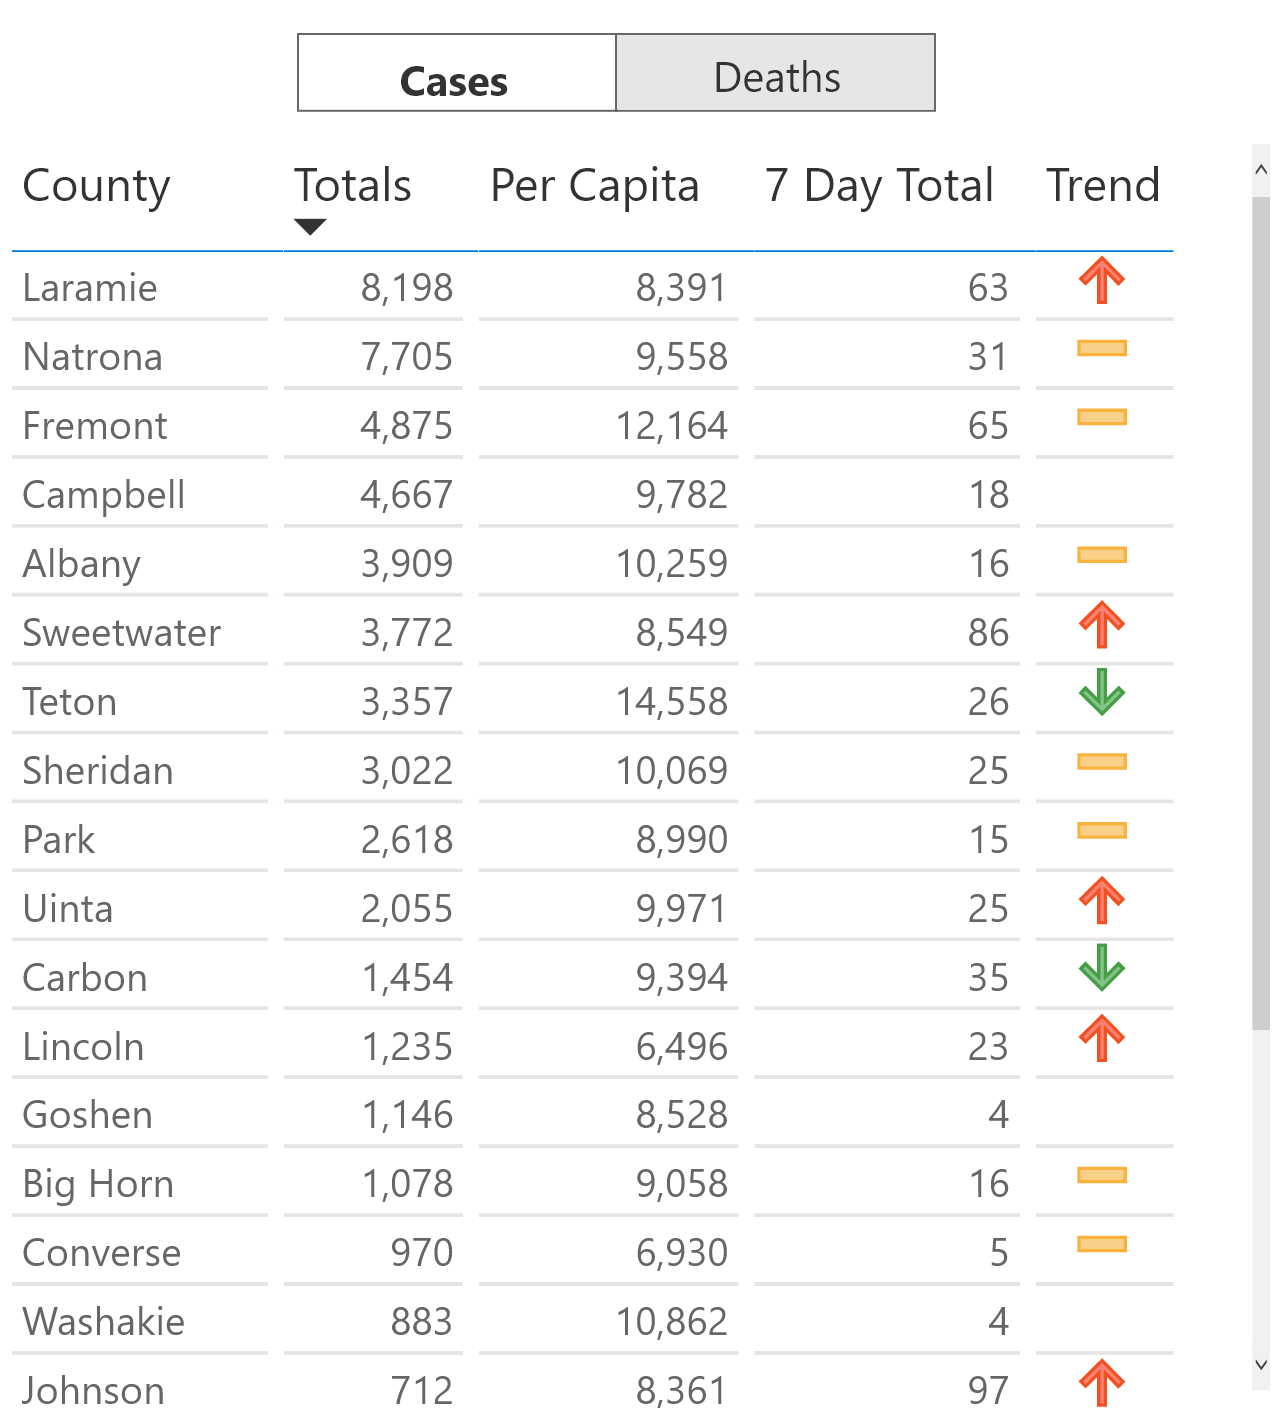 Cases Deaths
County Totals Per Capita 7 Day Total Trend
Laramie 8,198 8,391 63
Natrona 7,705 9,558 31
Fremont 4,875 12,164 65
Campbell 4,667 9,782 18
Albany 3,909 10,259 16
Sweetwater 3,772 8,549 86
Teton 3,357 14,558 26
Sheridan 3,022 10,069 25
Park 2,618 8,990 15
Uinta 2,055 9,971 25
Carbon 1,454 9,394 35
Lincoln 1,235 6,496 23
Goshen 1,146 8,528 4
Big Horn 1,078 9,058 16
Converse 970 6,930 5
Washakie 883 10,862 4
Johnson 712 8,361 97